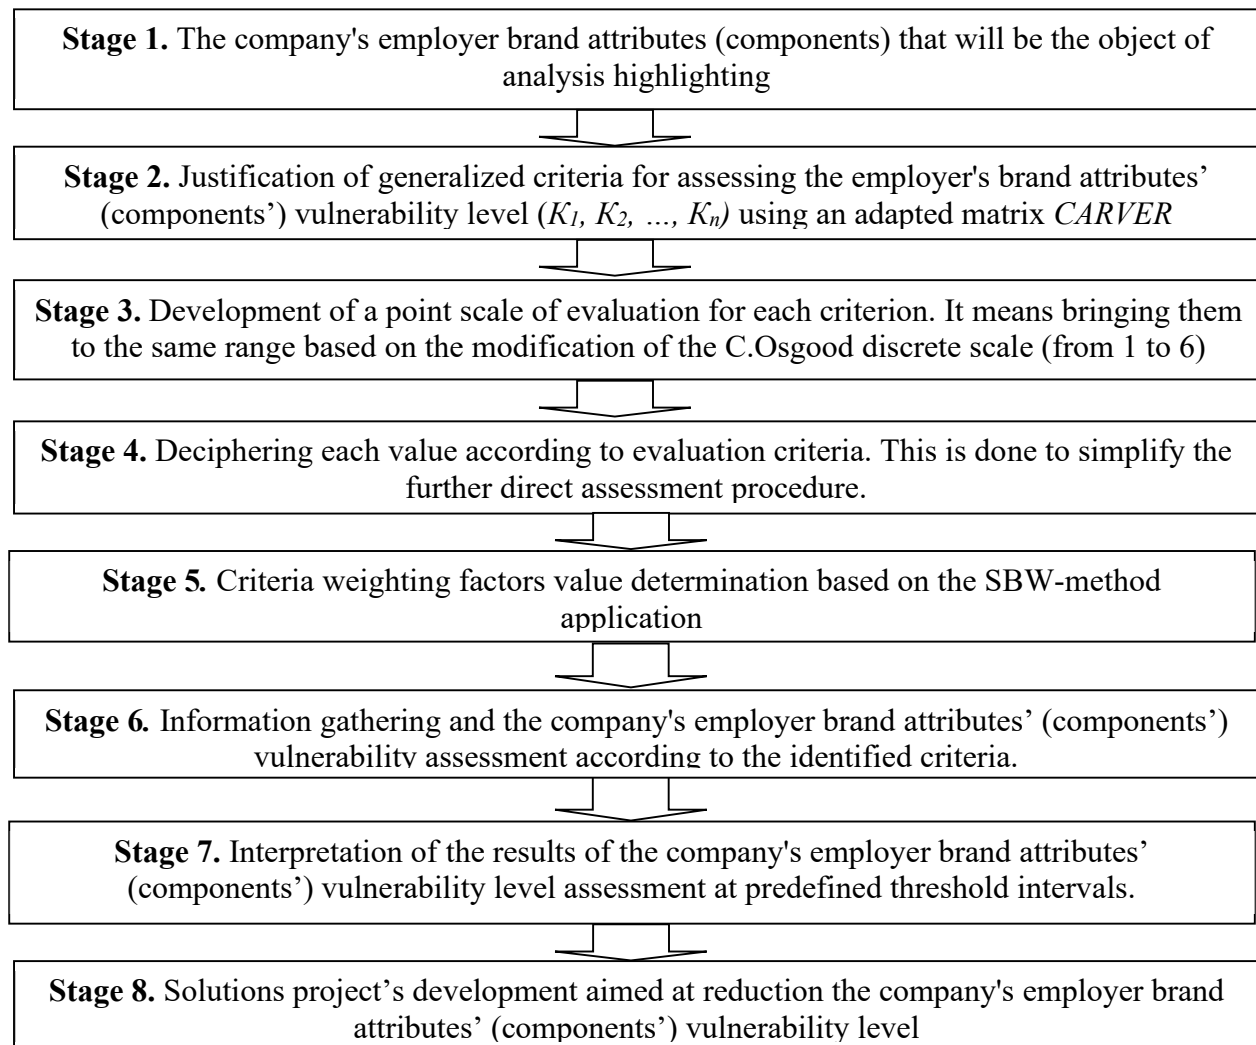 Stage 1. The company's employer brand attributes (components) that will be the object of
analysis highlighting
Stage 2. Justification of generalized criteria for assessing the employer's brand attributes’
(components’) vulnerability level (K1, K2, …, Kn) using an adapted matrix CARVER
Stage 3. Development of a point scale of evaluation for each criterion. It means bringing them
to the same range based on the modification of the C.Osgood discrete scale (from 1 to 6)
Stage 4. Deciphering each value according to evaluation criteria. This is done to simplify the
further direct assessment procedure.
Stage 5. Criteria weighting factors value determination based on the SBW-method
application
Stage 6. Information gathering and the company's employer brand attributes’ (components’)
vulnerability assessment according to the identified criteria.
Stage 7. Interpretation of the results of the company's employer brand attributes’
(components’) vulnerability level assessment at predefined threshold intervals.
Stage 8. Solutions project’s development aimed at reduction the company's employer brand
attributes’ (components’) vulnerability level